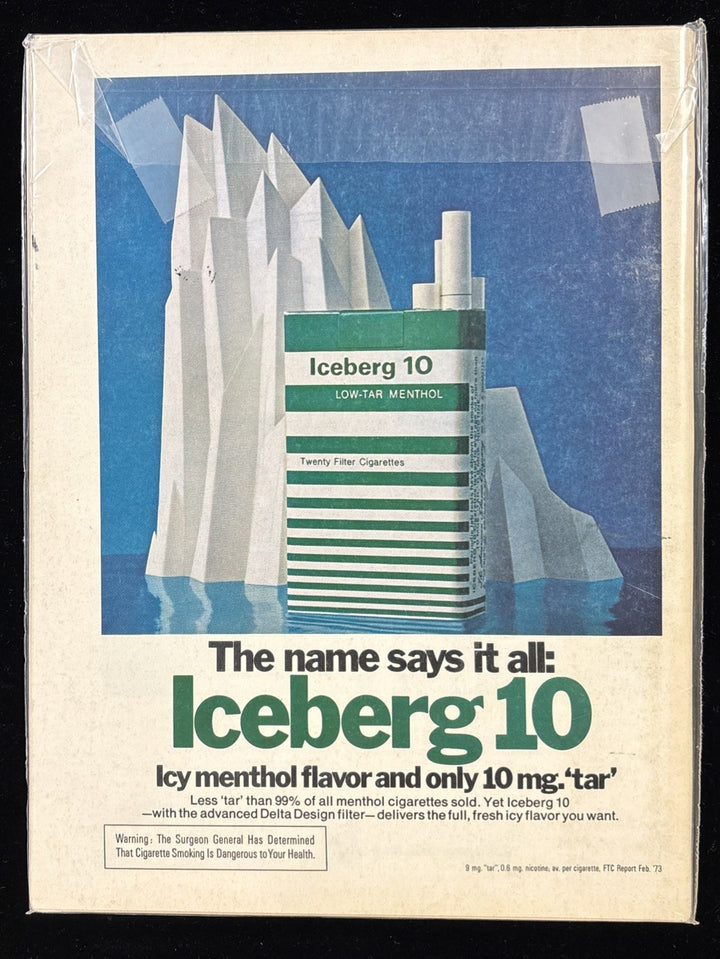 Iceberg 10
LOW-TAR MENTHOL
Twenty Filter Cigarettes
The name says it all:
Iceberg 10
Icy menthol flavor and only 10 mg.‘tar’
Less ‘tar’ than 99% of all menthol cigarettes sold. Yet Iceberg 10
—with the advanced Delta Design filter— delivers the full, fresh icy flavor you want.
Warning: The Surgeon General Has Determined
That Cigarette Smoking Is Dangerous to Your Health.
9 mg. "tar", 0.6 mg. nicotine, av. per cigarette, FTC Report Feb. '73